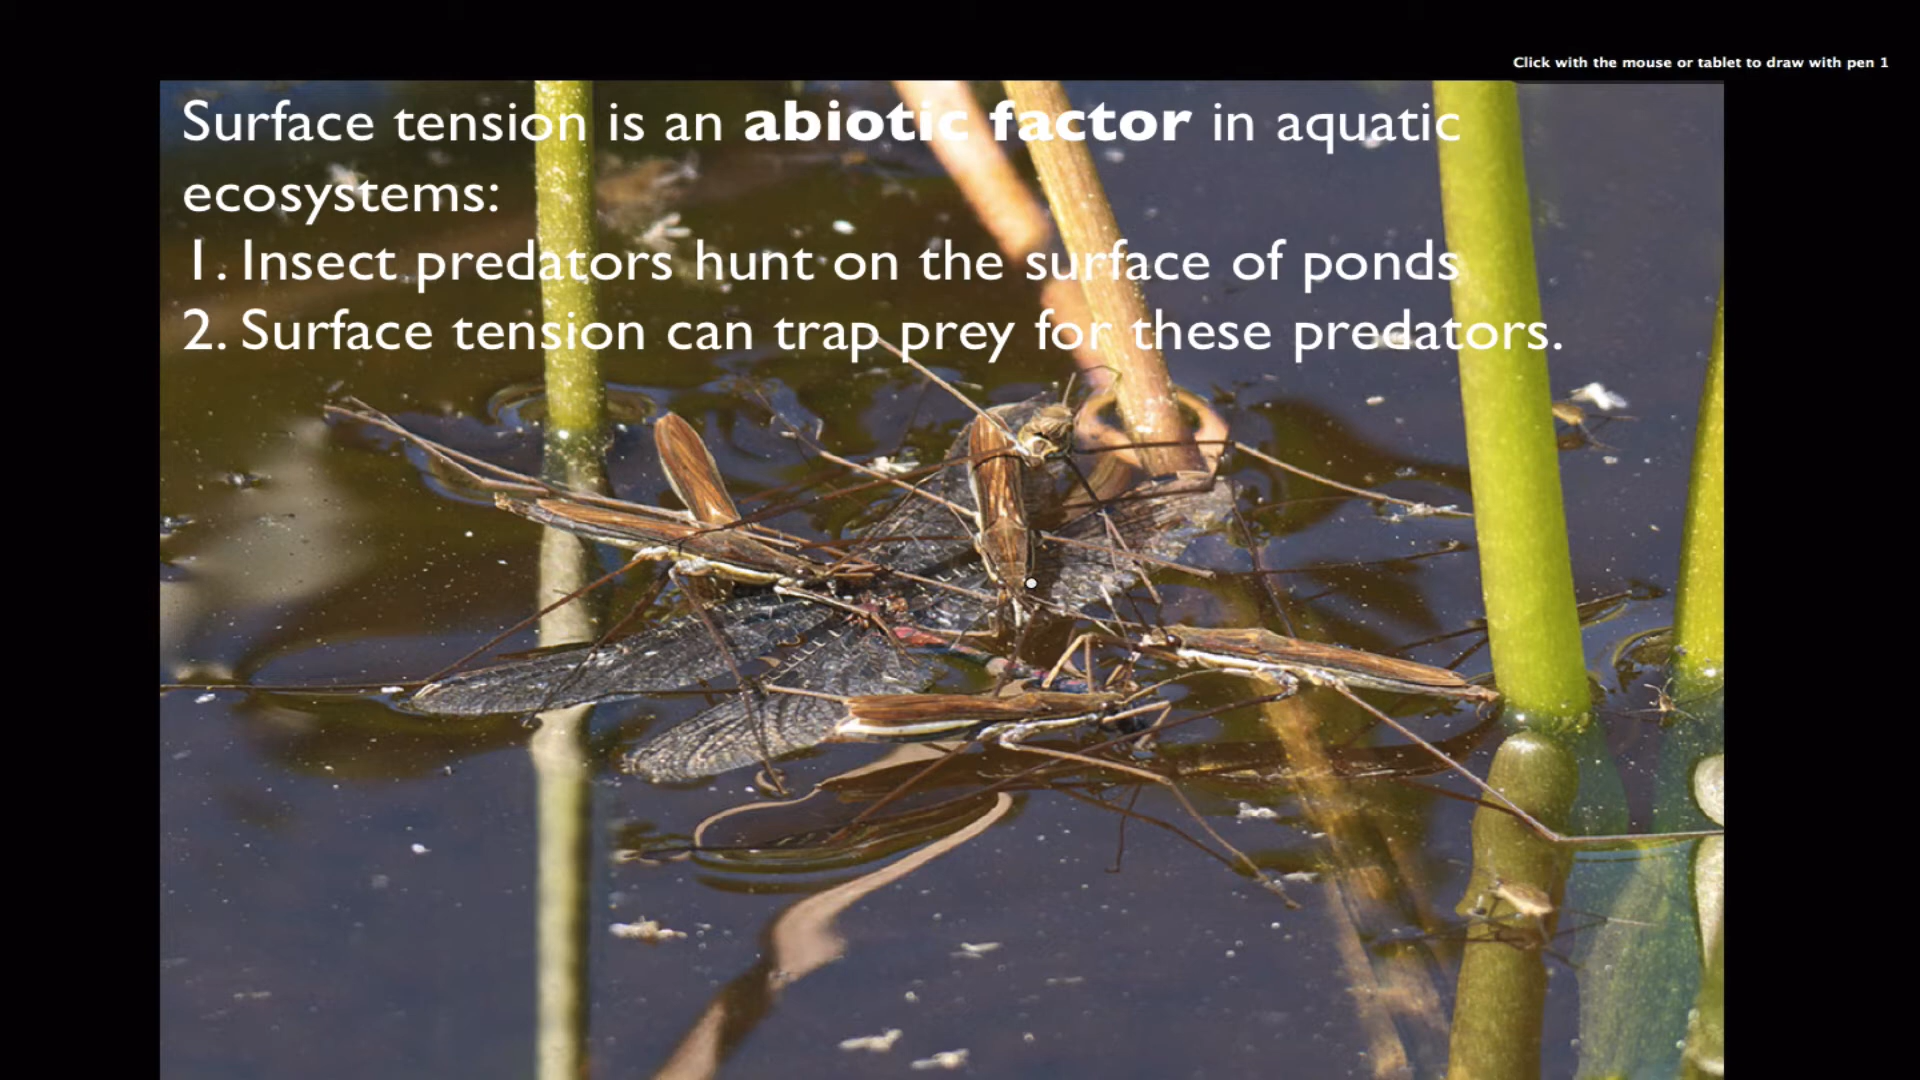 Click with the mouse or tablet to draw with pen 1
Surface tension is an abiotic factor in aquatic
ecosystems:
1. Insect predators hunt on the surface of ponds
2. Surface tension can trap prey for these predators.